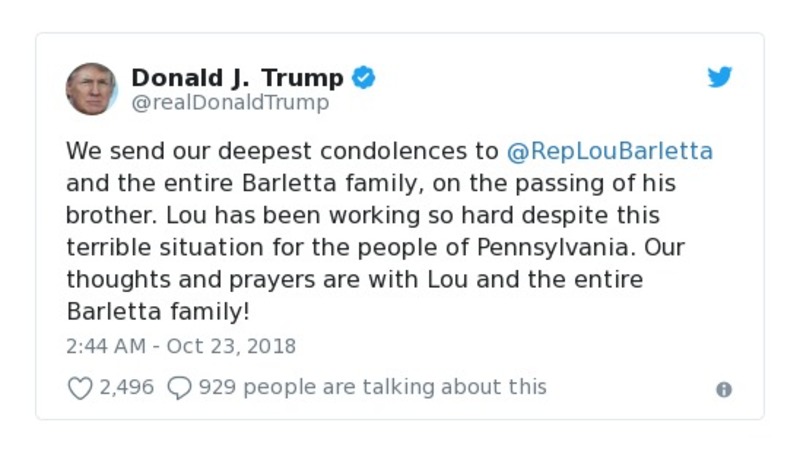 Donald J. Trump
@realDonaldTrump
We send our deepest condolences to @RepLouBarletta
and the entire Barletta family, on the passing of his
brother. Lou has been working so hard despite this
terrible situation for the people of Pennsylvania. Our
thoughts and prayers are with Lou and the entire
Barletta family!
2:44 AM - Oct 23, 2018
2,496 929 people are talking about this